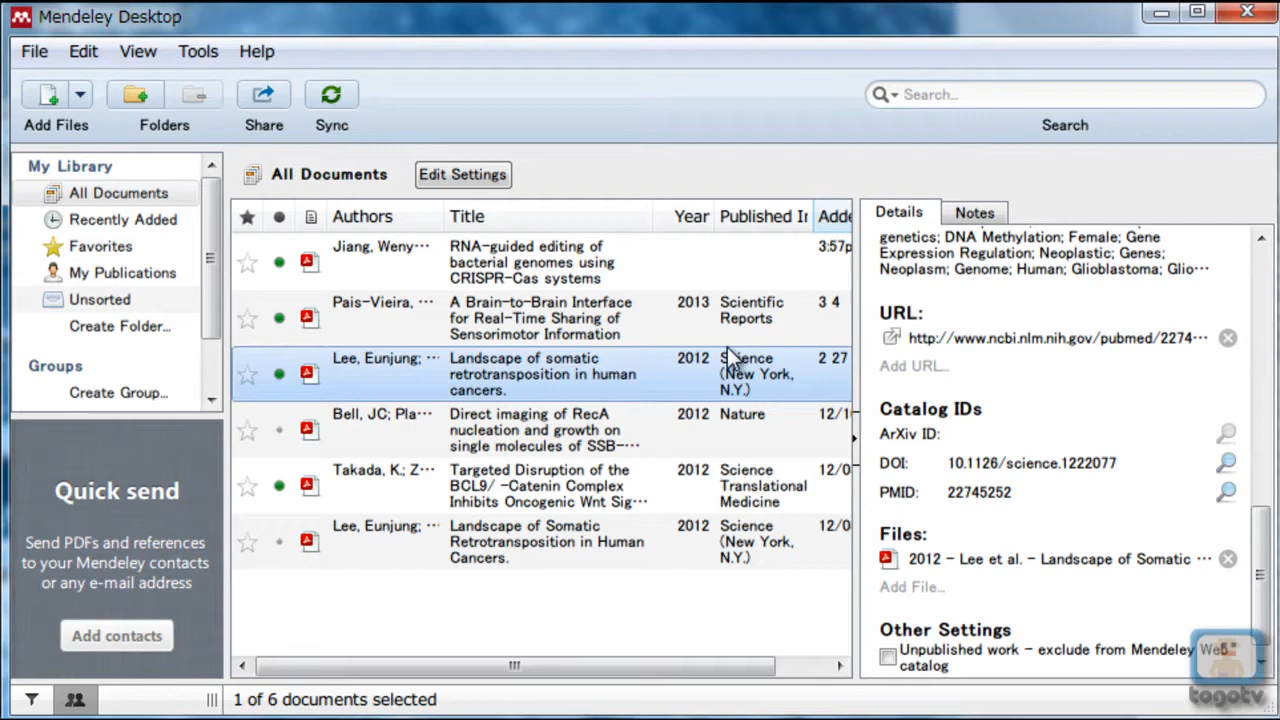 Mendeley Desktop
File Edit View Tools Help
Add Files Folders Share Sync
Search...
Search
My Library
All Documents
Recently Added
Favorites
My Publications
Unsorted
Create Folder...
Groups
Create Group...
Quick send
Send PDFs and references
to your Mendeley contacts
or any e-mail address
Add contacts
All Documents Edit Settings
Authors Title Year Published In Adde
Jiang, Weny··· RNA-guided editing of 3:57p
bacterial genomes using
CRISPR-Cas systems
Pais-Vieira, ··· A Brain-to-Brain Interface 2013 Scientific 3 4
for Real-Time Sharing of Reports
Sensorimotor Information
Lee, Eunjung; ··· Landscape of somatic 2012 Science 2 27
retrotransposition in human (New York,
cancers. N.Y.)
Bell, JC; Pla··· Direct imaging of RecA 2012 Nature 12/1
nucleation and growth on
single molecules of SSB-···
Takada, K.; Z··· Targeted Disruption of the 2012 Science 12/0
BCL9/ -Catenin Complex Translational
Inhibits Oncogenic Wnt Sig··· Medicine
Lee, Eunjung; ··· Landscape of Somatic 2012 Science 12/0
Retrotransposition in Human (New York,
Cancers. N.Y.)
1 of 6 documents selected
Details Notes
genetics; DNA Methylation; Female; Gene
Expression Regulation; Neoplastic; Genes;
Neoplasm; Genome; Human; Glioblastoma; Glio···
URL:
http://www.ncbi.nlm.nih.gov/pubmed/2274···
Add URL...
Catalog IDs
ArXiv ID:
DOI: 10.1126/science.1222077
PMID: 22745252
Files:
2012 - Lee et al. - Landscape of Somatic ···
Add File...
Other Settings
Unpublished work - exclude from Mendeley Web
catalog
togotv